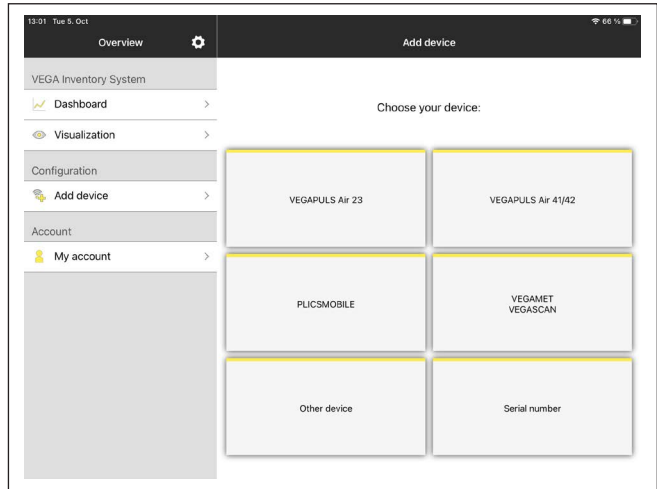 13:01 Tue 5. Oct
66 %
Overview
Add device
VEGA Inventory System
Dashboard
Visualization
Configuration
Add device
Account
My account
Choose your device:
VEGAPULS Air 23
VEGAPULS Air 41/42
PLICSMOBILE
VEGAMET
VEGASCAN
Other device
Serial number